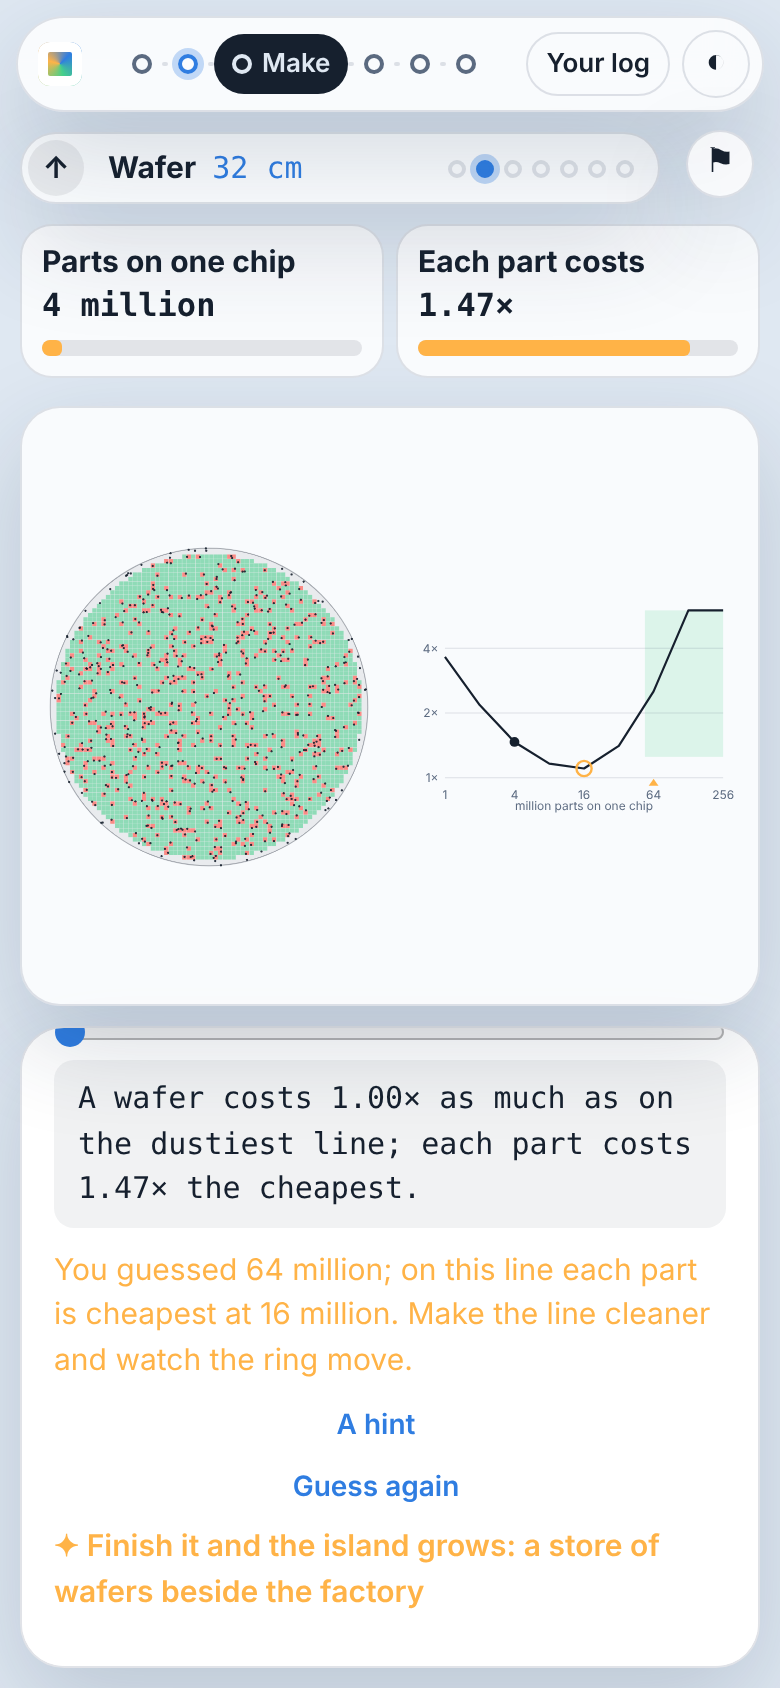 Make
Your log
Wafer 32 cm
Parts on one chip
4 million
Each part costs
1.47×
4×
2×
1×
1 4 16 64 256
million parts on one chip
A wafer costs 1.00× as much as on
the dustiest line; each part costs
1.47× the cheapest.
You guessed 64 million; on this line each part
is cheapest at 16 million. Make the line cleaner
and watch the ring move.
A hint
Guess again
✦ Finish it and the island grows: a store of
wafers beside the factory